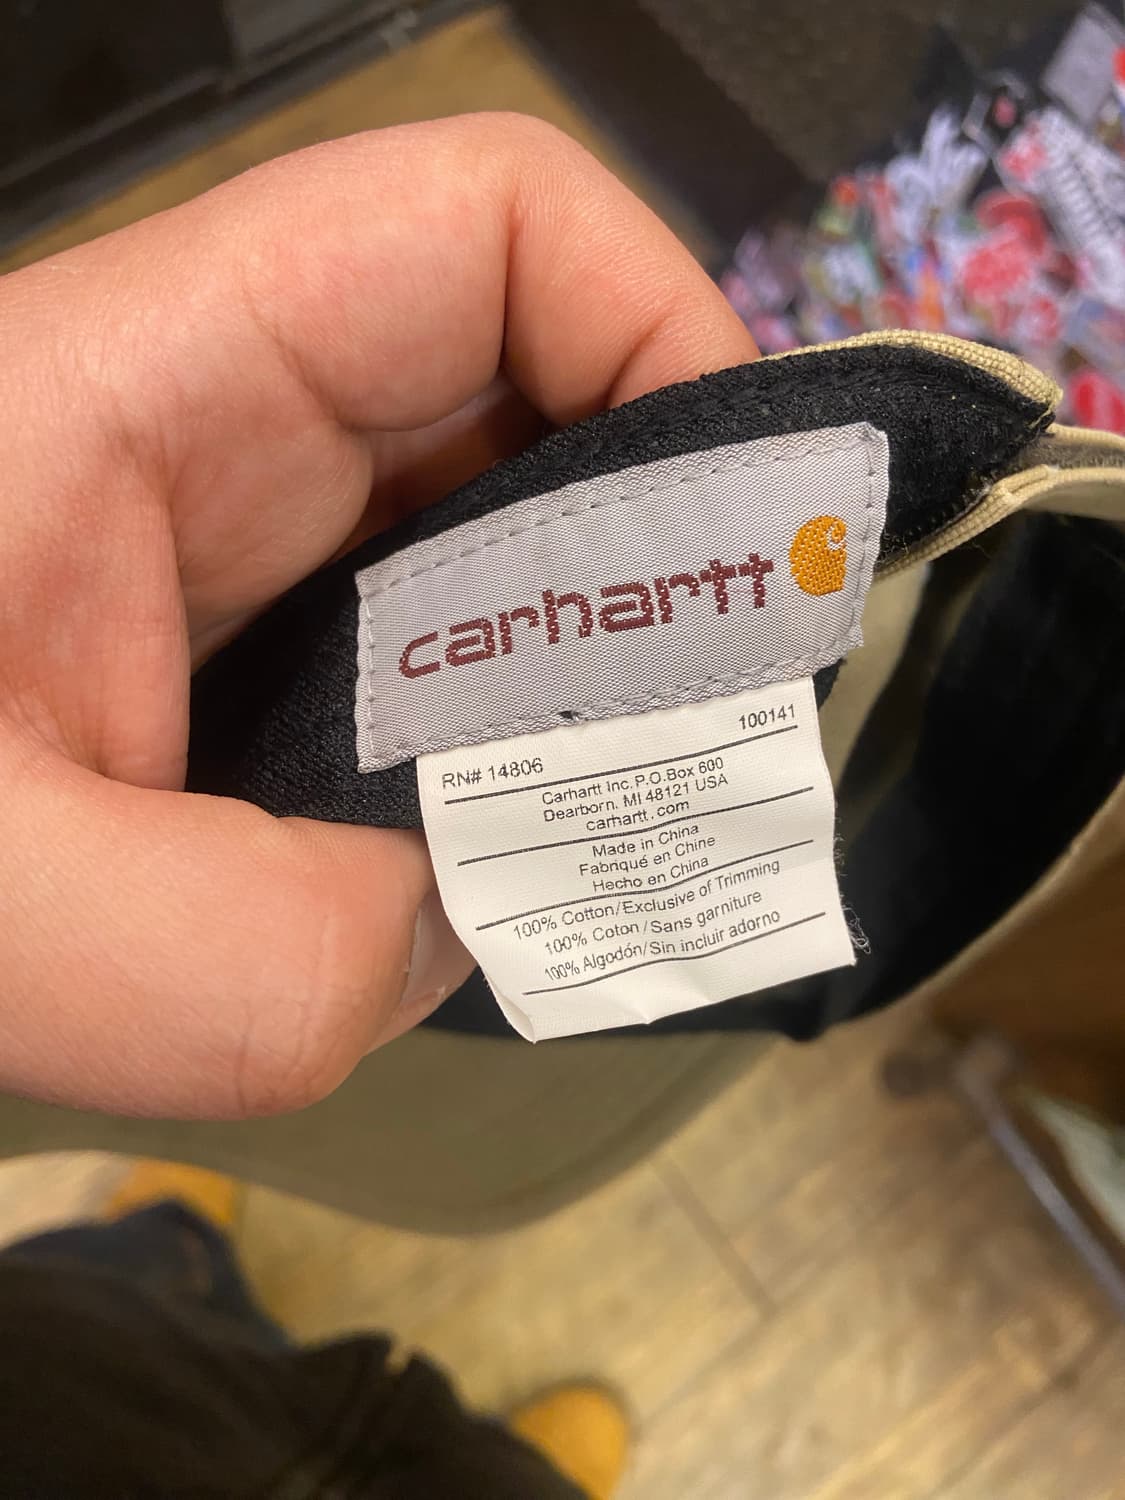 carhartt
RN# 14806 100141
Carhartt Inc. P.O.Box 600
Dearborn, MI 48121 USA
carhartt.com
Made in China
Fabriqué en Chine
Hecho en China
100% Cotton/Exclusive of Trimming
100% Coton/Sans garniture
100% Algodón/Sin incluir adorno